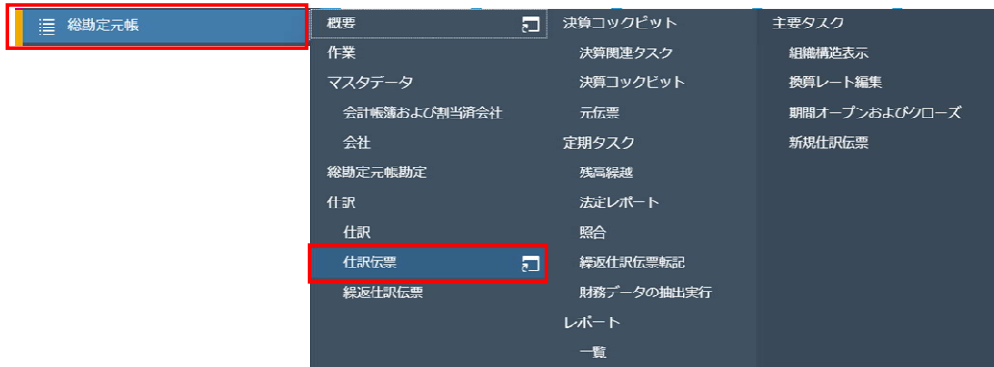 総勘定元帳
概要
作業
マスタデータ
会計帳簿および割当済会社
会社
総勘定元帳勘定
仕訳
仕訳
仕訳伝票
繰返仕訳伝票
決算コックピット
決算関連タスク
決算コックピット
元伝票
定期タスク
残高繰越
法定レポート
照合
繰返仕訳伝票転記
財務データの抽出実行
レポート
一覧
主要タスク
組織構造表示
換算レート編集
期間オープンおよびクローズ
新規仕訳伝票